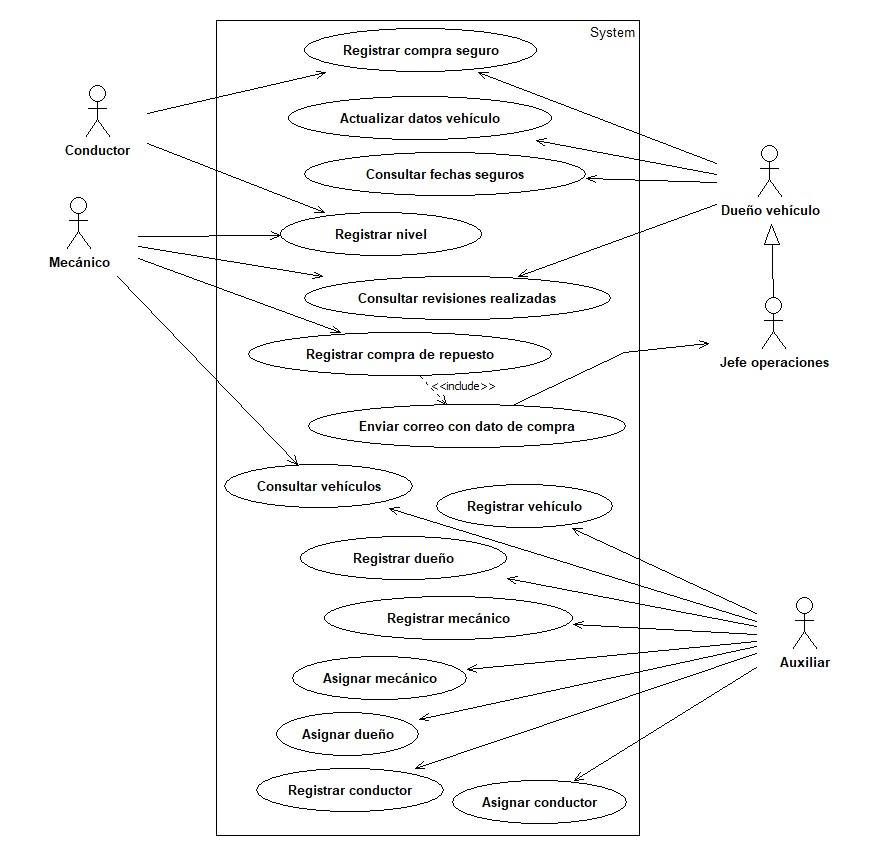 System
Registrar compra seguro
Conductor
Actualizar datos vehículo
Consultar fechas seguros
Dueño vehículo
Mecánico
Registrar nivel
Consultar revisiones realizadas
Registrar compra de repuesto
Jefe operaciones
<<include>>
Enviar correo con dato de compra
Consultar vehículos
Registrar vehículo
Registrar dueño
Registrar mecánico
Auxiliar
Asignar mecánico
Asignar dueño
Registrar conductor
Asignar conductor